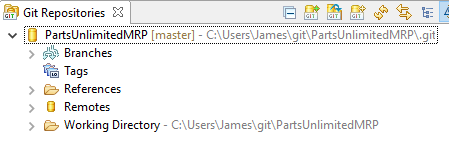 Git Repositories
PartsUnlimitedMRP [master] - C:\Users\James\git\PartsUnlimitedMRP\.git
Branches
Tags
References
Remotes
Working Directory - C:\Users\James\git\PartsUnlimitedMRP